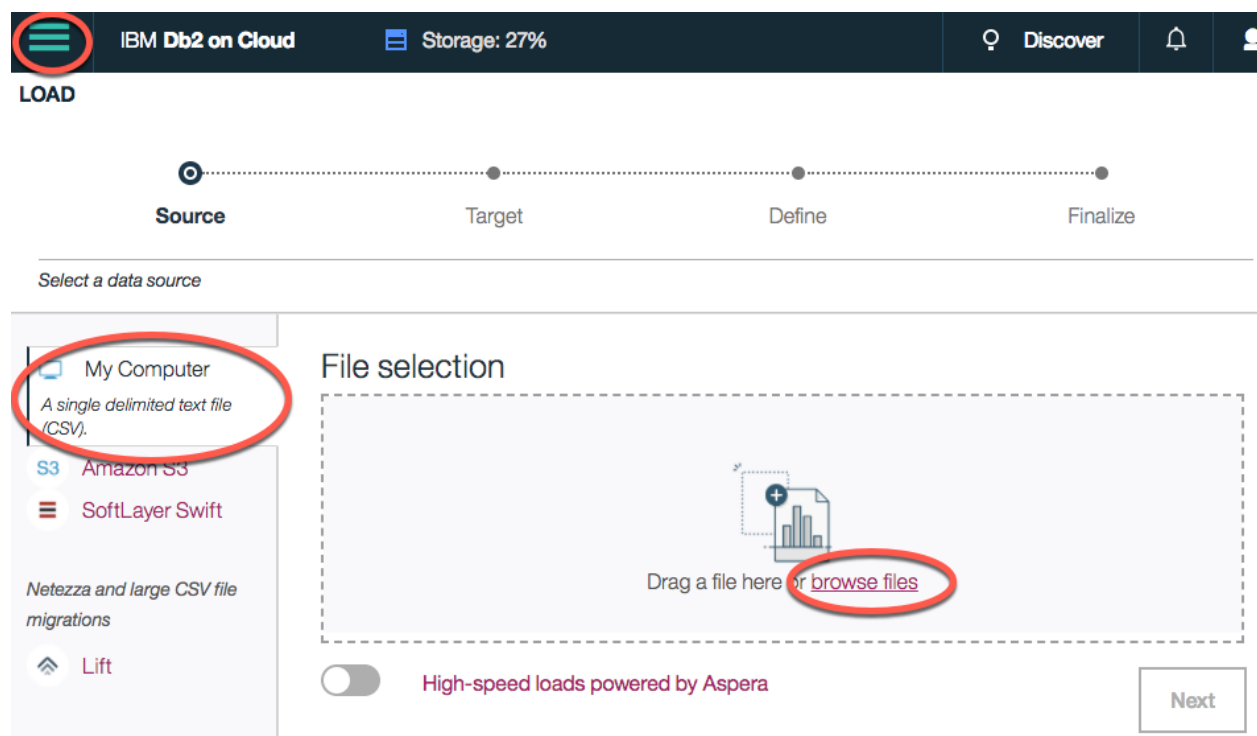 IBM Db2 on Cloud Storage: 27% Discover
LOAD
Source Target Define Finalize
Select a data source
My Computer
A single delimited text file
(CSV).
S3 Amazon S3
SoftLayer Swift
Netezza and large CSV file
migrations
Lift
File selection
Drag a file here or browse files
High-speed loads powered by Aspera
Next